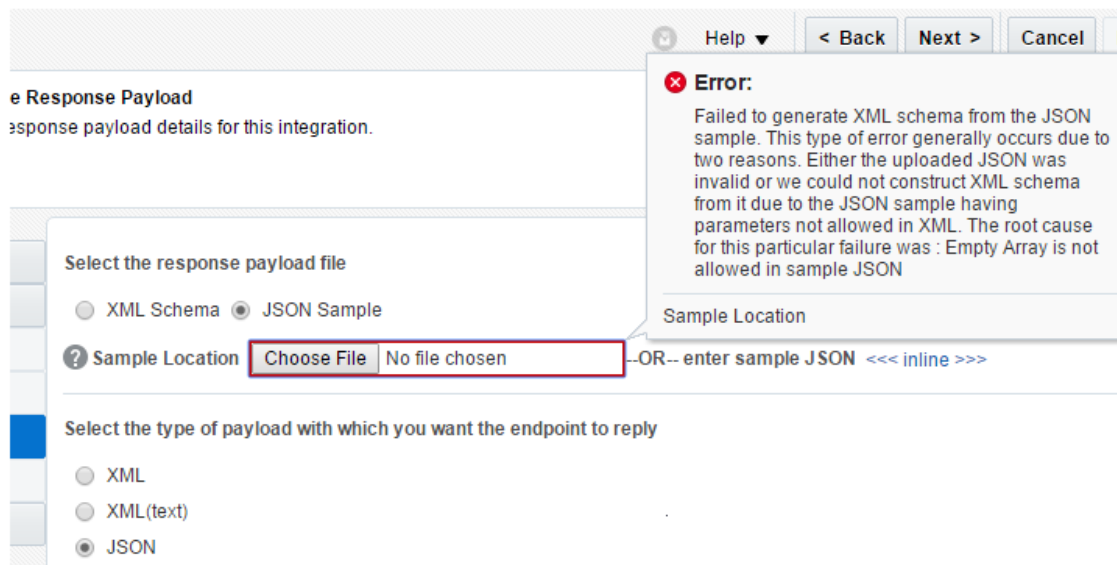 Help ▼ < Back Next > Cancel
e Response Payload
esponse payload details for this integration.
Error:
Failed to generate XML schema from the JSON
sample. This type of error generally occurs due to
two reasons. Either the uploaded JSON was
invalid or we could not construct XML schema
from it due to the JSON sample having
parameters not allowed in XML. The root cause
for this particular failure was : Empty Array is not
allowed in sample JSON
Sample Location
Select the response payload file
XML Schema JSON Sample
? Sample Location Choose File No file chosen --OR-- enter sample JSON <<< inline >>>
Select the type of payload with which you want the endpoint to reply
XML
XML(text)
JSON